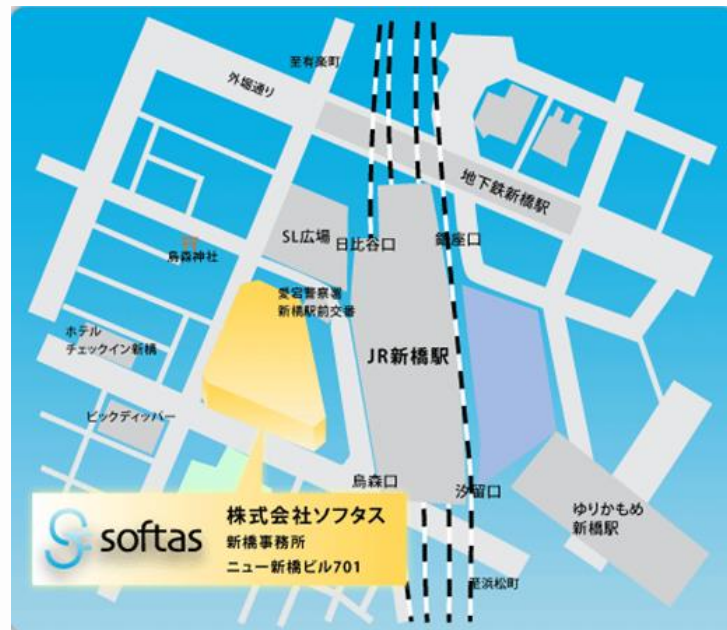 至有楽町
外堀通り
地下鉄新橋駅
SL広場
日比谷口
銀座口
烏森神社
愛宕警察署
新橋駅前交番
ホテル
チェックイン新橋
JR新橋駅
ビックディッパー
烏森口
汐留口
ゆりかもめ
新橋駅
softas
株式会社ソフタス
新橋事務所
ニュー新橋ビル701
至浜松町